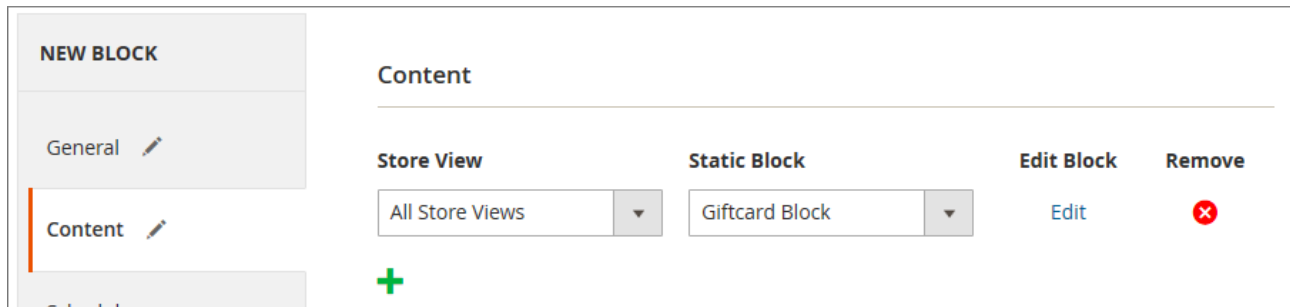 NEW BLOCK
General
Content
Content
Store View Static Block Edit Block Remove
All Store Views Giftcard Block Edit